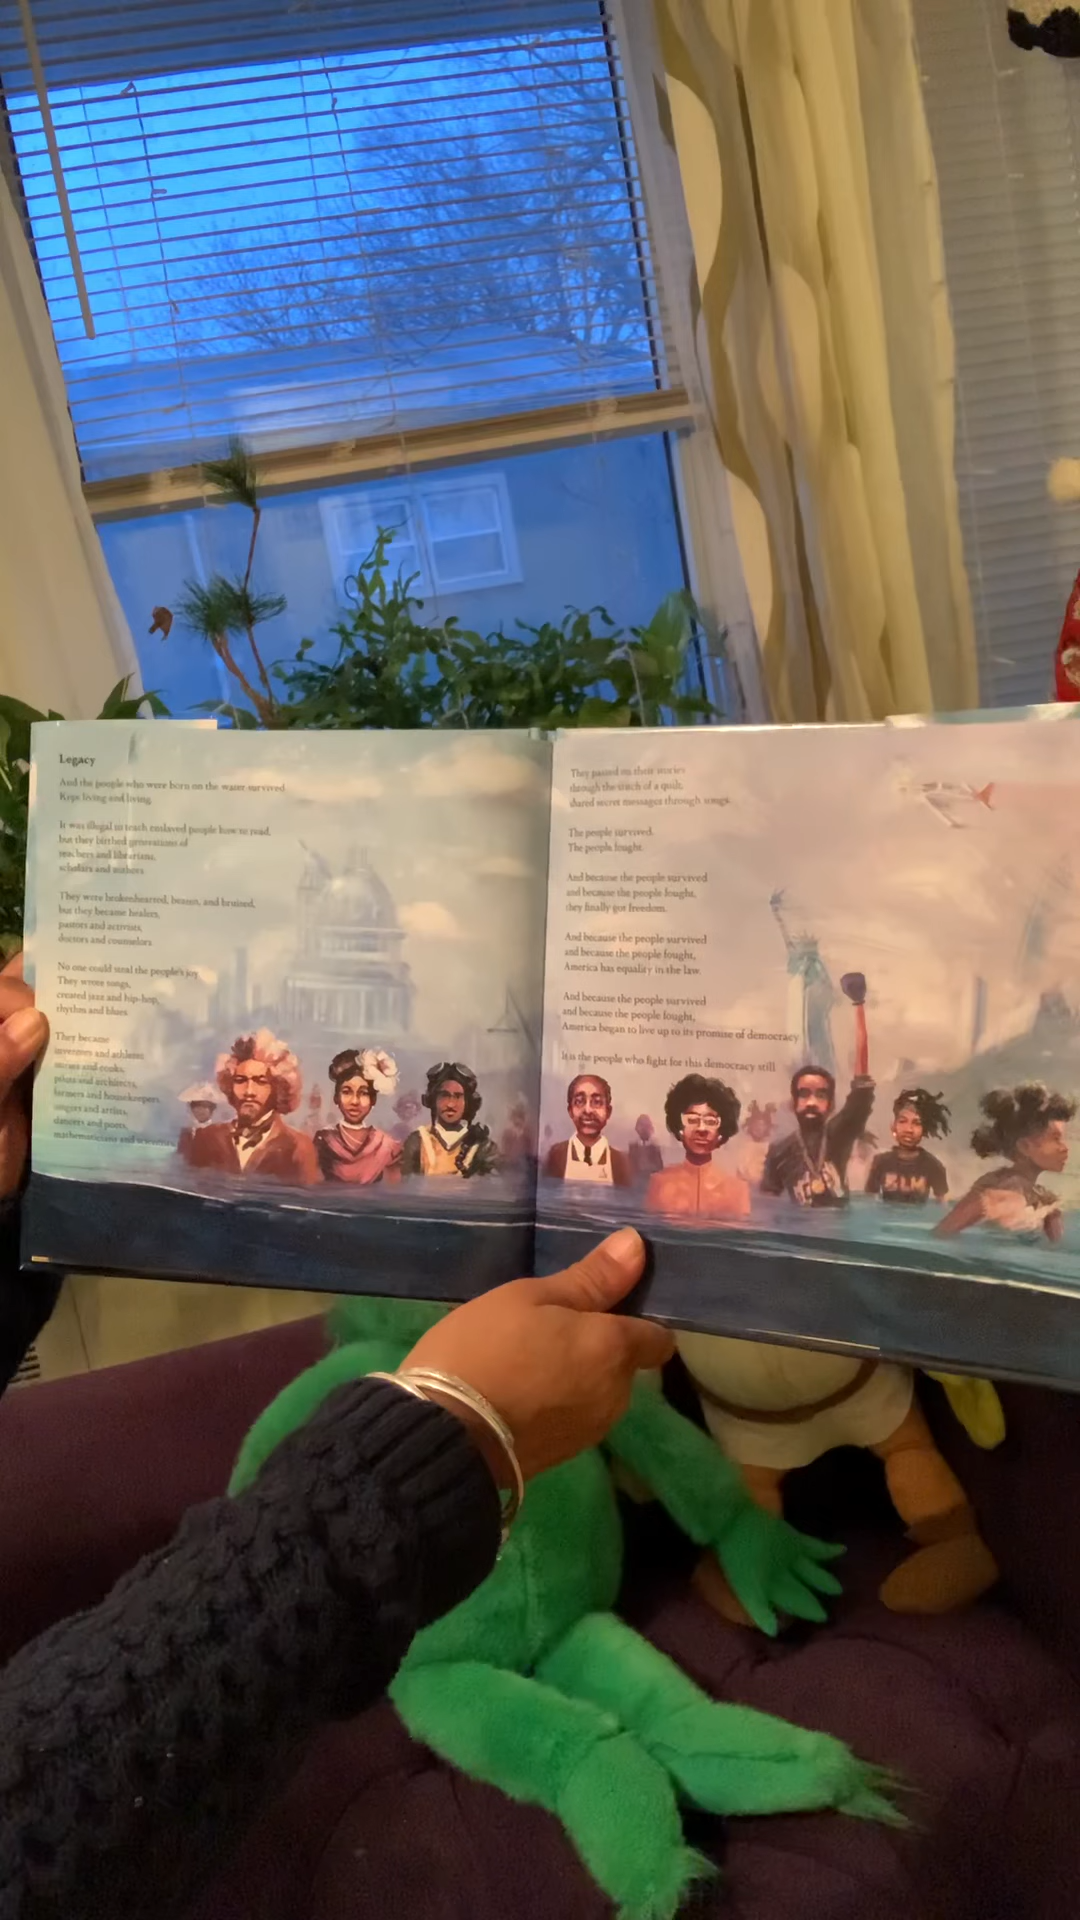 Legacy
And the people who were born on the water survived.
Kept living and living.
It was illegal to teach enslaved people how to read,
but they birthed generations of
teachers and librarians,
scholars and authors.
They were brokenhearted, beaten, and bruised,
but they became healers,
pastors and activists,
doctors and counselors.
No one could steal the people's joy.
They wrote songs,
created jazz and hip-hop,
rhythm and blues.
They became
inventors and athletes
nurses and cooks,
pilots and architects,
farmers and housekeepers
singers and artists,
dancers and poets,
mathematicians and scientists.
They passed on their stories
through the stitch of a quilt,
shared secret messages through songs.
The people survived.
The people fought.
And because the people survived
and because the people fought,
they finally got freedom.
And because the people survived
and because the people fought,
America has equality in the law.
And because the people survived
and because the people fought,
America began to live up to its promise of democracy
It is the people who fight for this democracy still.
BLM